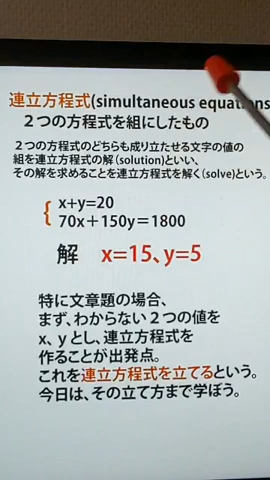 連立方程式(simultaneous equations
２つの方程式を組にしたもの
２つの方程式のどちらも成り立たせる文字の値の
組を連立方程式の解(solution)といい、
その解を求めることを連立方程式を解く(solve)という。
x+y=20
70x＋150y＝1800
解 x=15、y=5
特に文章題の場合、
まず、わからない２つの値を
x、yとし、連立方程式を
作ることが出発点。
これを連立方程式を立てるという。
今日は、その立て方まで学ぼう。